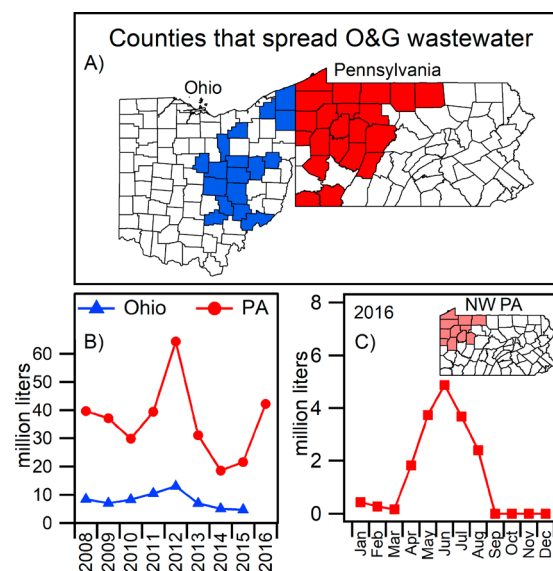 Counties that spread O&G wastewater
A)
Ohio
Pennsylvania
Ohio
PA
B)
million liters
60
50
40
30
20
10
0
2008
2009
2010
2011
2012
2013
2014
2015
2016
2016
NW PA
C)
million liters
8
6
4
2
0
Jan
Feb
Mar
Apr
May
Jun
Jul
Aug
Sep
Oct
Nov
Dec